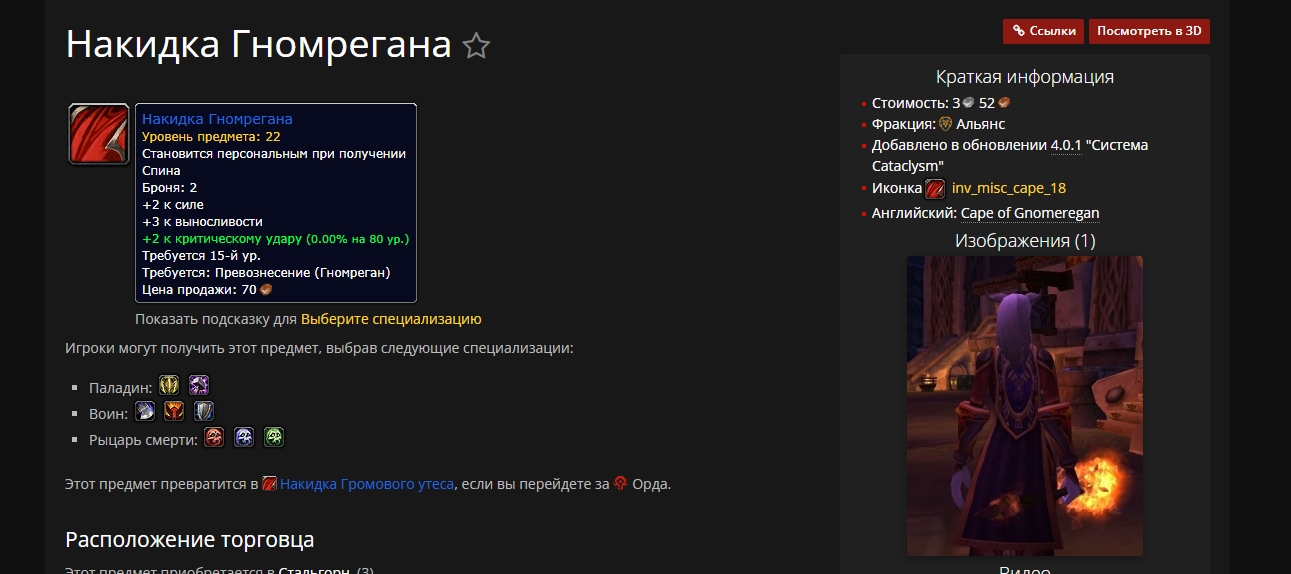 Накидка Гномрегана
Накидка Гномрегана
Уровень предмета: 22
Становится персональным при получении
Спина
Броня: 2
+2 к силе
+3 к выносливости
+2 к критическому удару (0.00% на 80 ур.)
Требуется 15-й ур.
Требуется: Превознесение (Гномреган)
Цена продажи: 70
Показать подсказку для Выберите специализацию
Игроки могут получить этот предмет, выбрав следующие специализации:
Паладин:
Воин:
Рыцарь смерти:
Этот предмет превратится в Накидка Громового утеса, если вы перейдете за Орда.
Расположение торговца
Этот предмет приобретается в Стальгорн (3)
Ссылки
Посмотреть в 3D
Краткая информация
Стоимость: 3 52
Фракция: Альянс
Добавлено в обновлении 4.0.1 "Система
Cataclysm"
Иконка inv_misc_cape_18
Английский: Cape of Gnomeregan
Изображения (1)
Видео